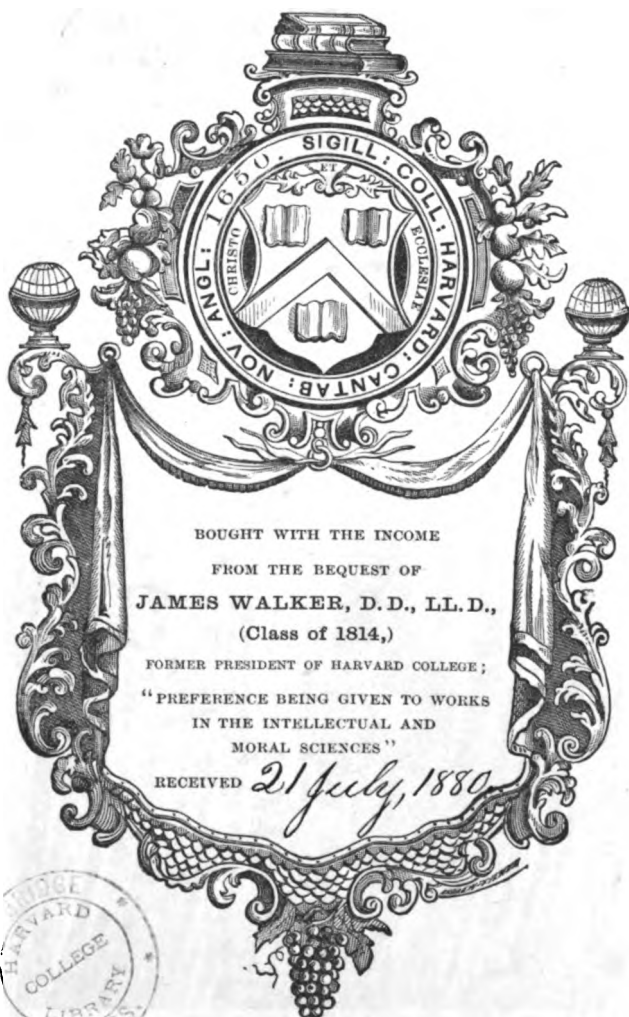 SIGILL: COLL: HARVARD: CANTAB: NOV: ANGL: 1650.
CHRISTO
ET
ECCLESIÆ
BOUGHT WITH THE INCOME
FROM THE BEQUEST OF
JAMES WALKER, D.D., LL.D.,
(Class of 1814,)
FORMER PRESIDENT OF HARVARD COLLEGE;
"PREFERENCE BEING GIVEN TO WORKS
IN THE INTELLECTUAL AND
MORAL SCIENCES"
RECEIVED 21 July, 1880.
HARVARD
COLLEGE
LIBRARY